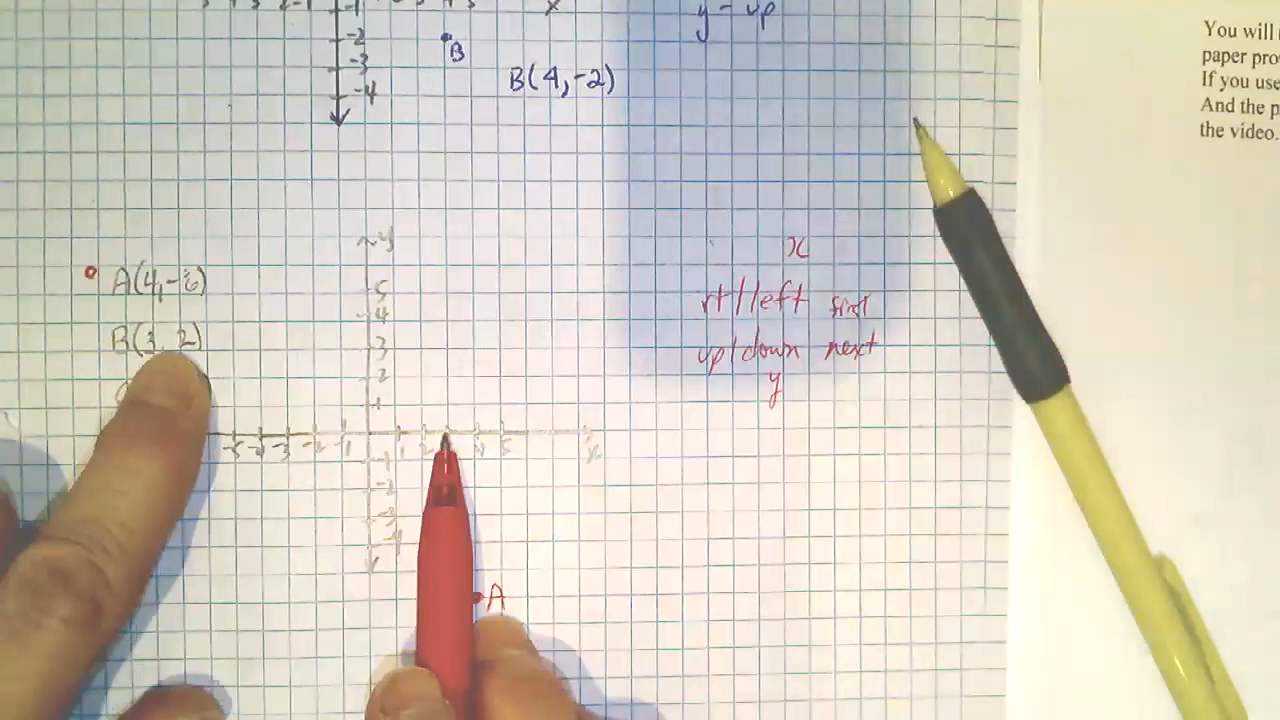 -1
-2
-3
-4
B
B(4,-2)
x
y - up
You will
paper pro
If you use
And the p
the video.
A(4,-6)
B(3, 2)
y
5
4
3
2
1
-5 -4 -3 -2 -1 1 2 4 5 x
-1
-2
-3
-4
A
x
rt/left first
up/down next
y